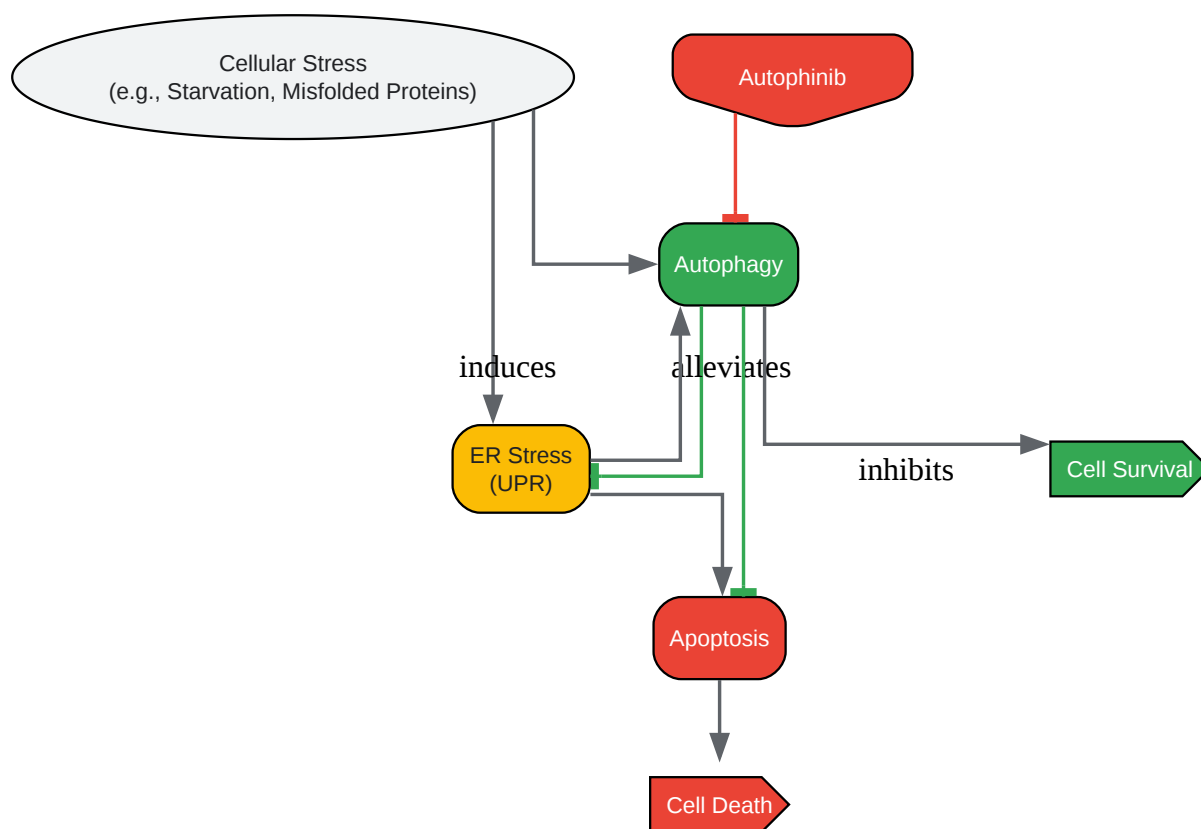 Cellular Stress
(e.g., Starvation, Misfolded Proteins)
Autophinib
Autophagy
induces
alleviates
ER Stress
(UPR)
inhibits
Cell Survival
Apoptosis
Cell Death